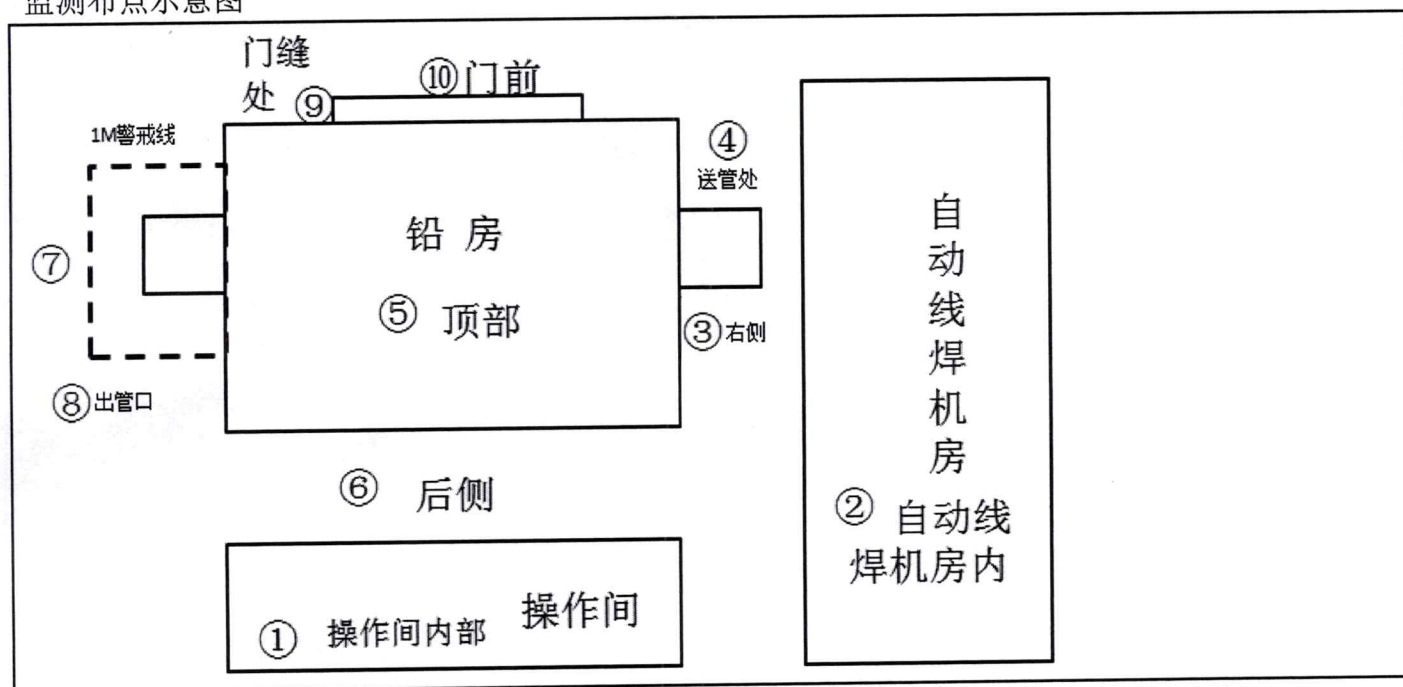 监测布点示意图
门缝
处 ⑨
⑩门前
1M警戒线
④
送管处
铅 房
⑦
⑤ 顶部
③右侧
⑧出管口
⑥ 后侧
① 操作间内部 操作间
自
动
线
焊
机
房
② 自动线
焊机房内